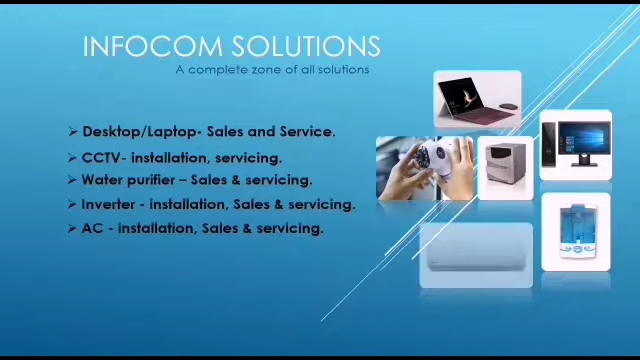 INFOCOM SOLUTIONS
A complete zone of all solutions
➢ Desktop/Laptop- Sales and Service.
➢ CCTV- installation, servicing.
➢ Water purifier – Sales & servicing.
➢ Inverter - installation, Sales & servicing.
➢ AC - installation, Sales & servicing.